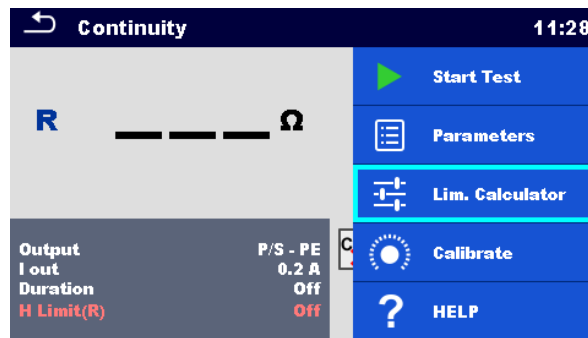 Continuity 11:28
Start Test
R ___ Ω
Parameters
Lim. Calculator
Output P/S - PE
I out 0.2 A
Duration Off
H Limit(R) Off
C
Calibrate
? HELP